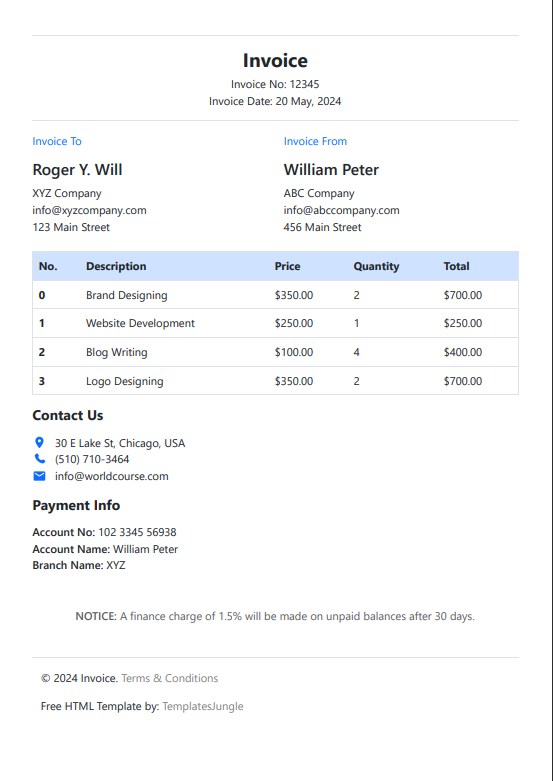 Invoice
Invoice No: 12345
Invoice Date: 20 May, 2024
Invoice To
Roger Y. Will
XYZ Company
info@xyzcompany.com
123 Main Street
Invoice From
William Peter
ABC Company
info@abccompany.com
456 Main Street
No. Description Price Quantity Total
0 Brand Designing $350.00 2 $700.00
1 Website Development $250.00 1 $250.00
2 Blog Writing $100.00 4 $400.00
3 Logo Designing $350.00 2 $700.00
Contact Us
30 E Lake St, Chicago, USA
(510) 710-3464
info@worldcourse.com
Payment Info
Account No: 102 3345 56938
Account Name: William Peter
Branch Name: XYZ
NOTICE: A finance charge of 1.5% will be made on unpaid balances after 30 days.
© 2024 Invoice. Terms & Conditions
Free HTML Template by: TemplatesJungle